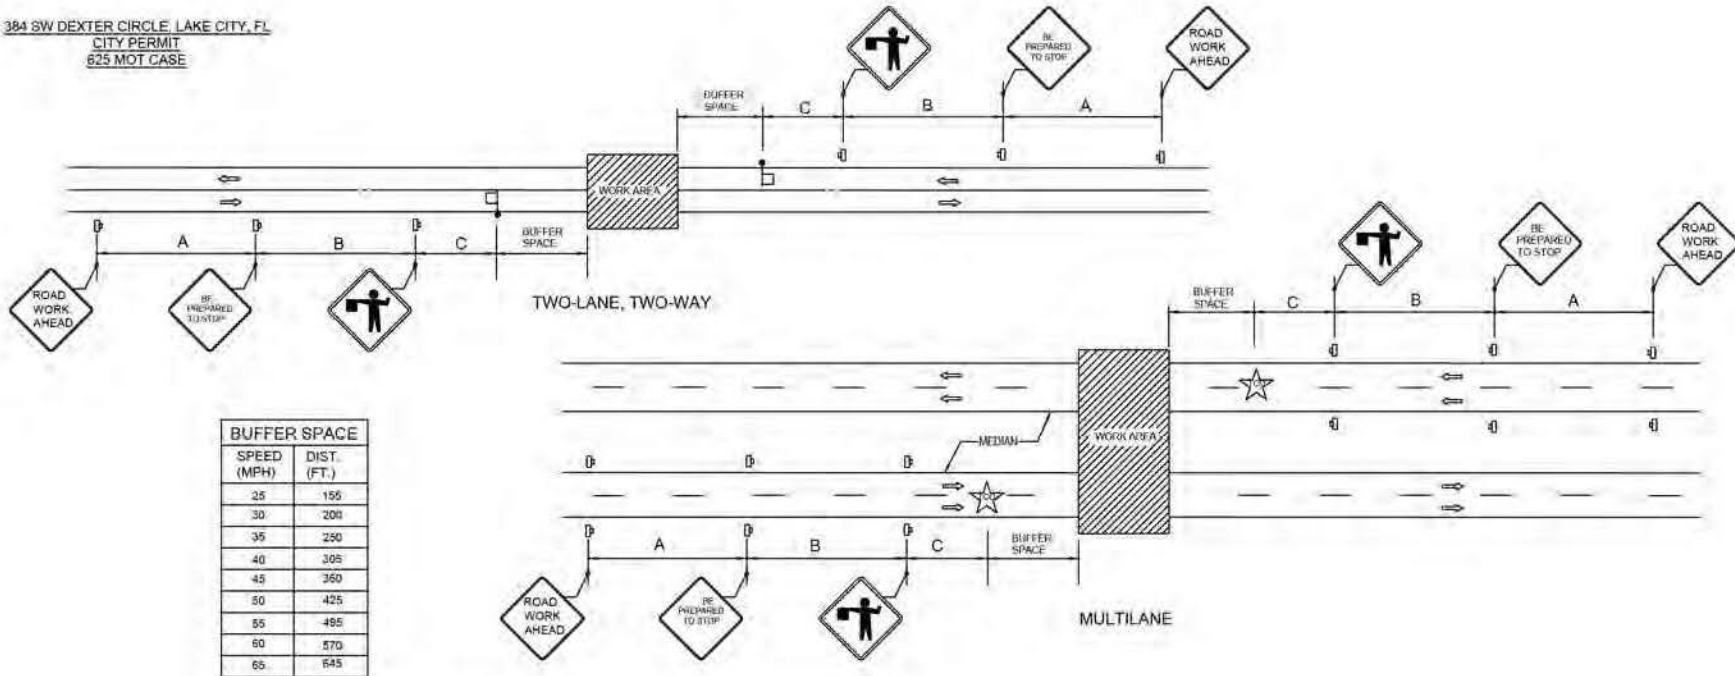 384 SW DEXTER CIRCLE, LAKE CITY, FL
CITY PERMIT
625 MOT CASE
BE
PREPARED
TO STOP
ROAD
WORK
AHEAD
BUFFER
SPACE
C
B
A
WORK AREA
A
B
C
BUFFER
SPACE
ROAD
WORK
AHEAD
BE
PREPARED
TO STOP
TWO-LANE, TWO-WAY
BE
PREPARED
TO STOP
ROAD
WORK
AHEAD
BUFFER
SPACE
C
B
A
MEDIAN
WORK AREA
A
B
C
BUFFER
SPACE
ROAD
WORK
AHEAD
BE
PREPARED
TO STOP
MULTILANE
BUFFER SPACE
SPEED DIST.
(MPH) (FT.)
25 155
30 200
35 250
40 305
45 360
50 425
55 495
60 570
65 645